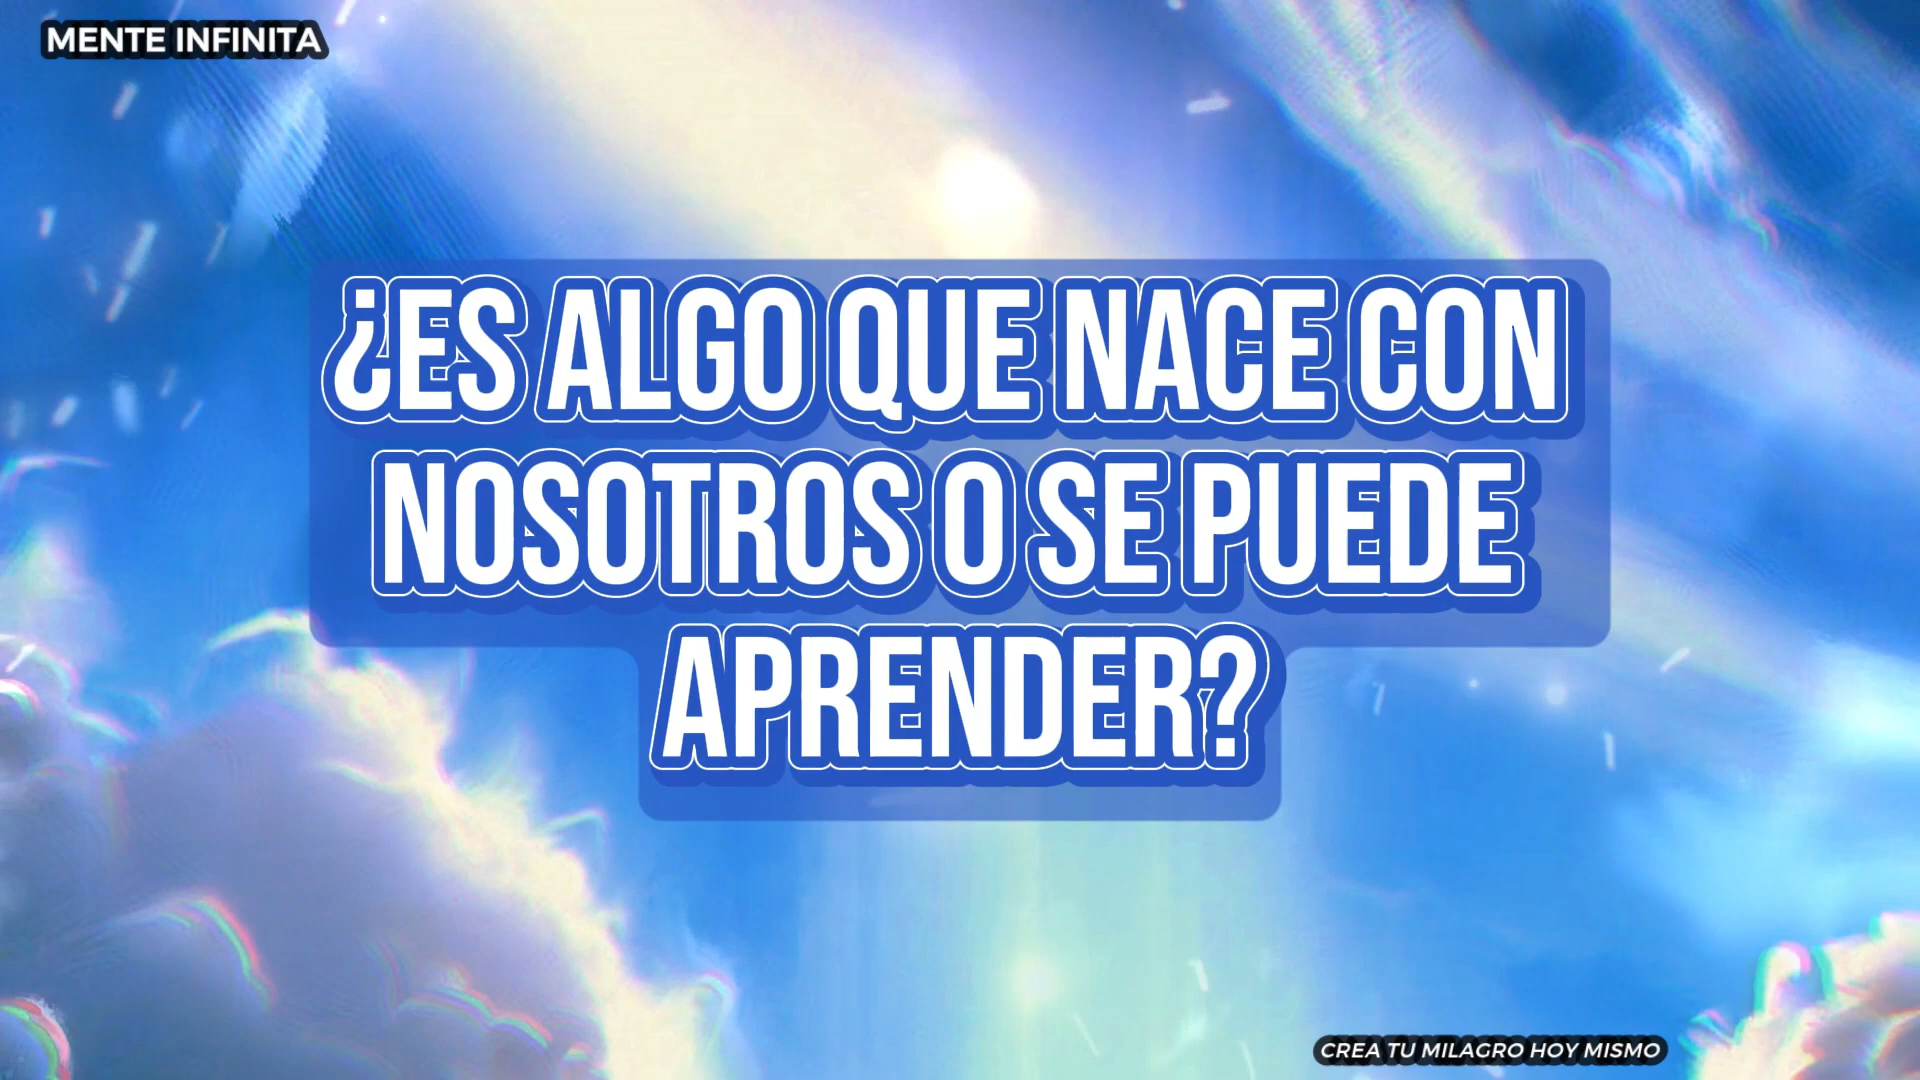 MENTE INFINITA
¿ES ALGO QUE NACE CON
NOSOTROS O SE PUEDE
APRENDER?
CREA TU MILAGRO HOY MISMO